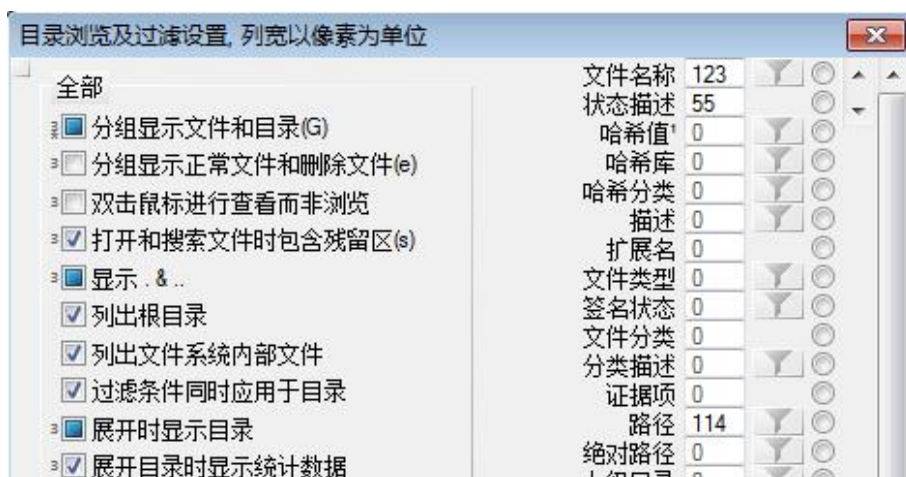 目录浏览及过滤设置, 列宽以像素为单位
全部
分组显示文件和目录(G)
分组显示正常文件和删除文件(e)
双击鼠标进行查看而非浏览
打开和搜索文件时包含残留区(s)
显示 . & ..
列出根目录
列出文件系统内部文件
过滤条件同时应用于目录
展开时显示目录
展开目录时显示统计数据
文件名称 123
状态描述 55
哈希值¹ 0
哈希库 0
哈希分类 0
描述 0
扩展名 0
文件类型 0
签名状态 0
文件分类 0
分类描述 0
证据项 0
路径 114
绝对路径 0